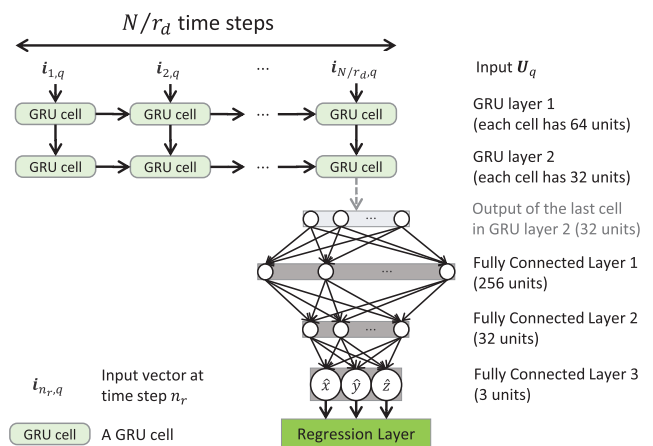 N/r_d time steps
i_{1,q} i_{2,q} ... i_{N/r_d,q} Input U_q
GRU cell GRU cell ... GRU cell GRU layer 1
(each cell has 64 units)
GRU cell GRU cell ... GRU cell GRU layer 2
(each cell has 32 units)
... Output of the last cell
in GRU layer 2 (32 units)
... Fully Connected Layer 1
(256 units)
... Fully Connected Layer 2
(32 units)
x̂ ŷ ẑ Fully Connected Layer 3
(3 units)
i_{n_r,q} Input vector at
time step n_r
GRU cell A GRU cell
Regression Layer